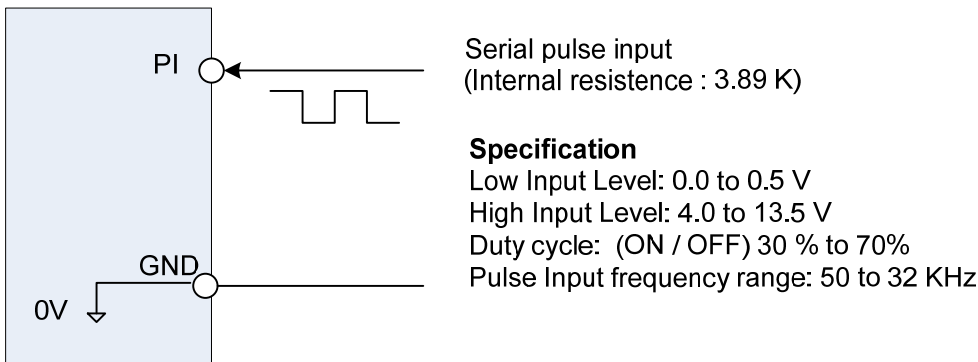 PI
Serial pulse input
(Internal resistence : 3.89 K)
Specification
Low Input Level: 0.0 to 0.5 V
High Input Level: 4.0 to 13.5 V
Duty cycle: (ON / OFF) 30 % to 70%
Pulse Input frequency range: 50 to 32 KHz
GND
0V